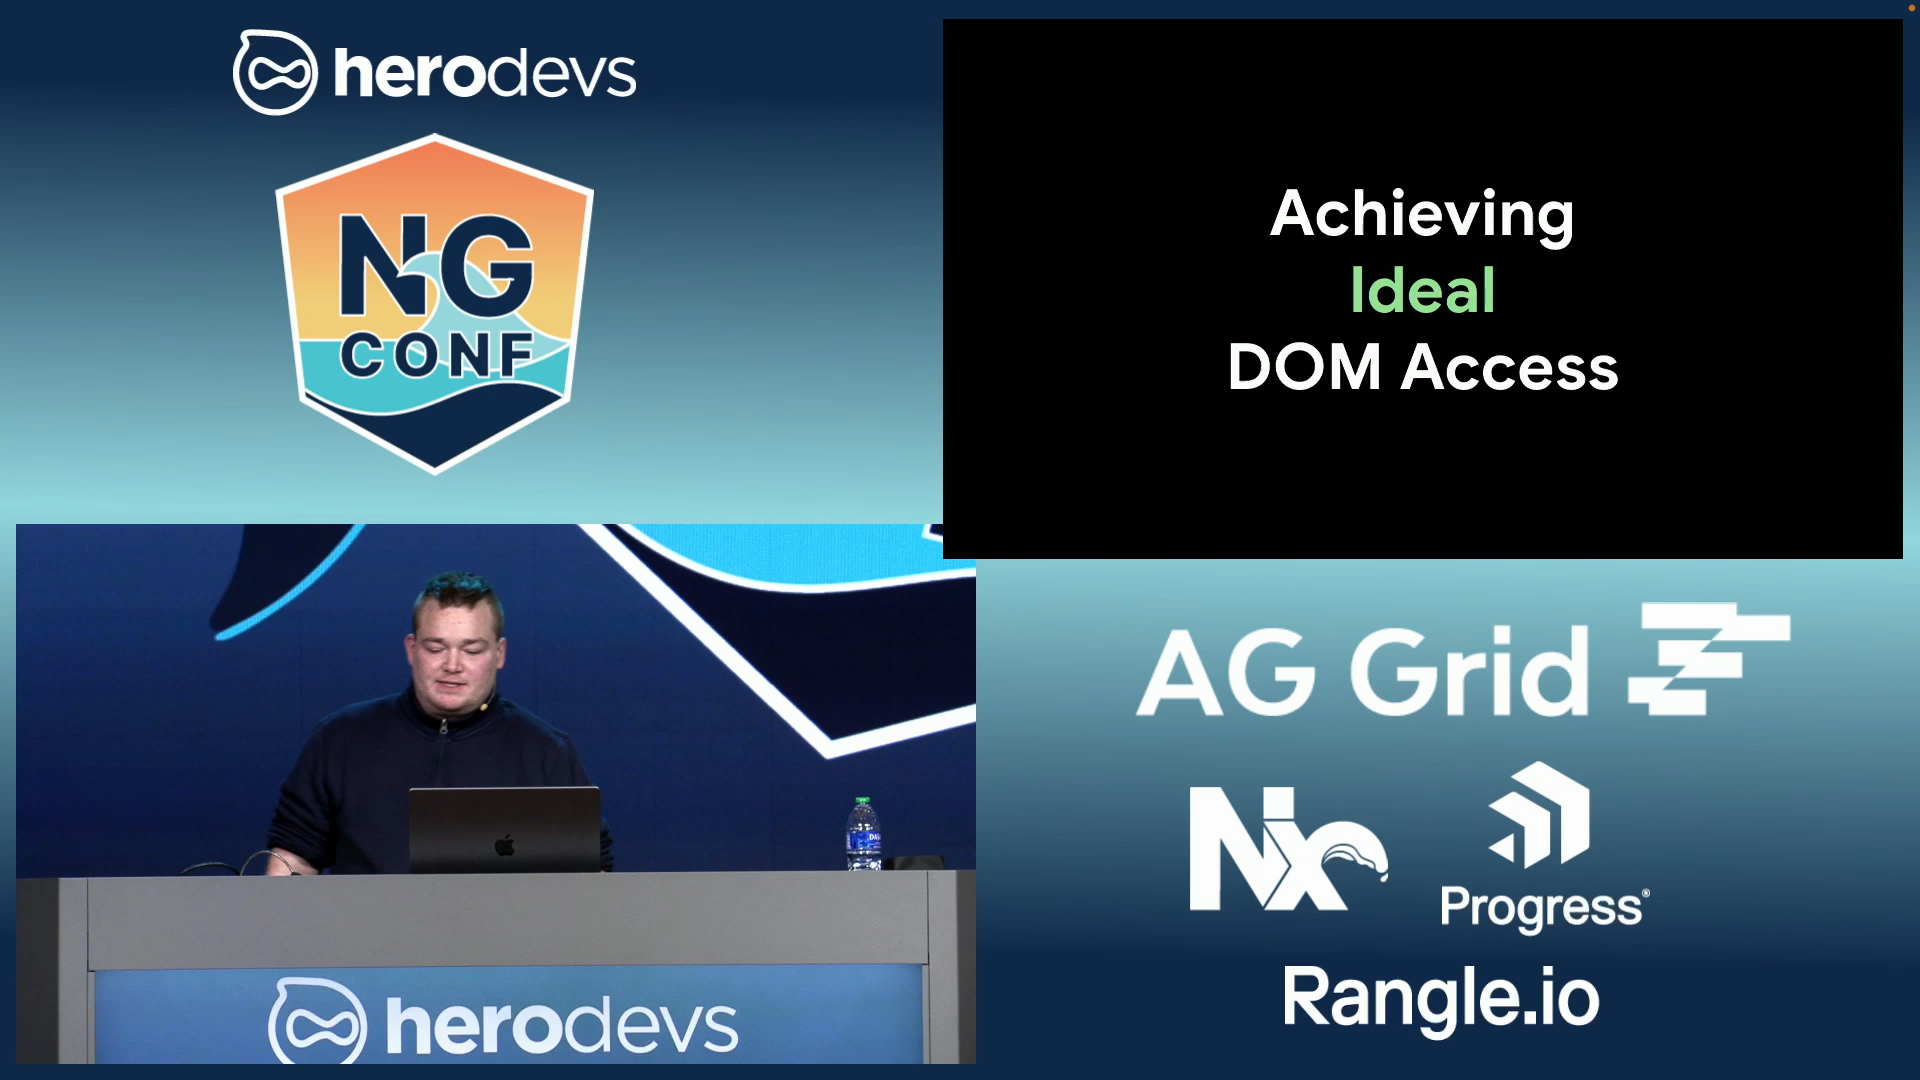 herodevs
NG
CONF
Achieving
Ideal
DOM Access
AG Grid
Nx
Progress®
Rangle.io
herodevs